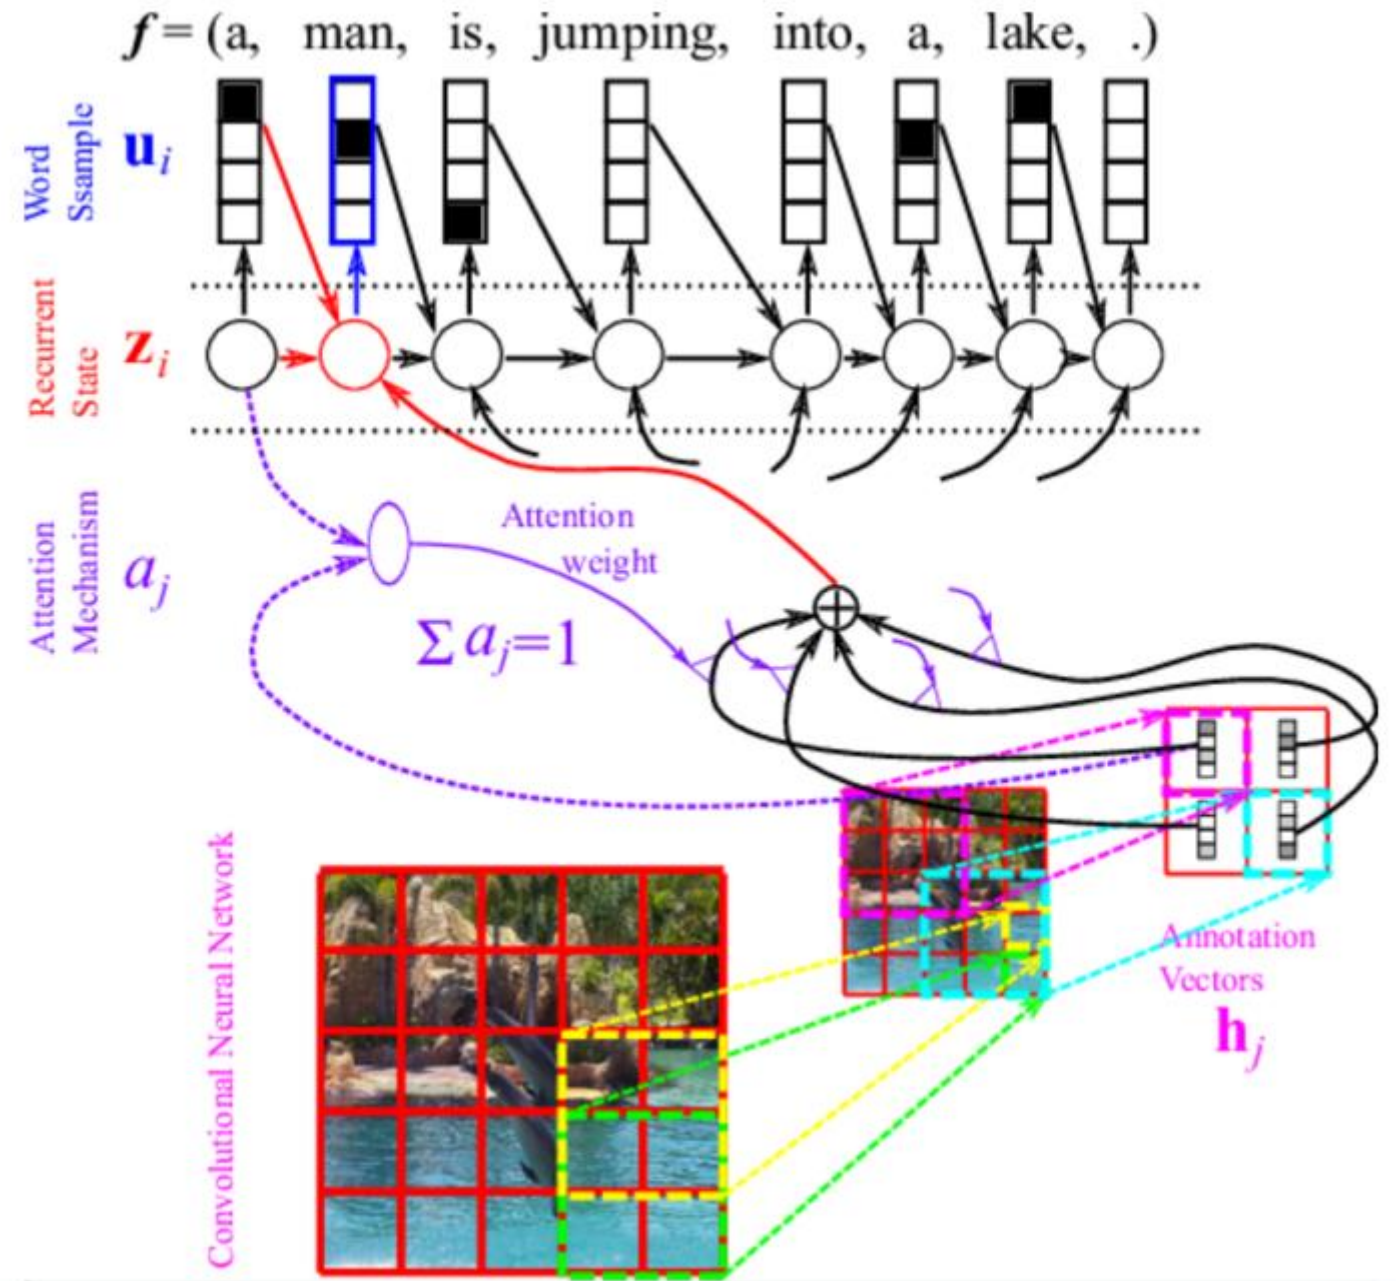 f = (a, man, is, jumping, into, a, lake, .)
Word
Ssample
u_i
Recurrent
State
z_i
Attention
Mechanism
a_j
Attention
weight
∑ a_j=1
Convolutional Neural Network
Annotation
Vectors
h_j